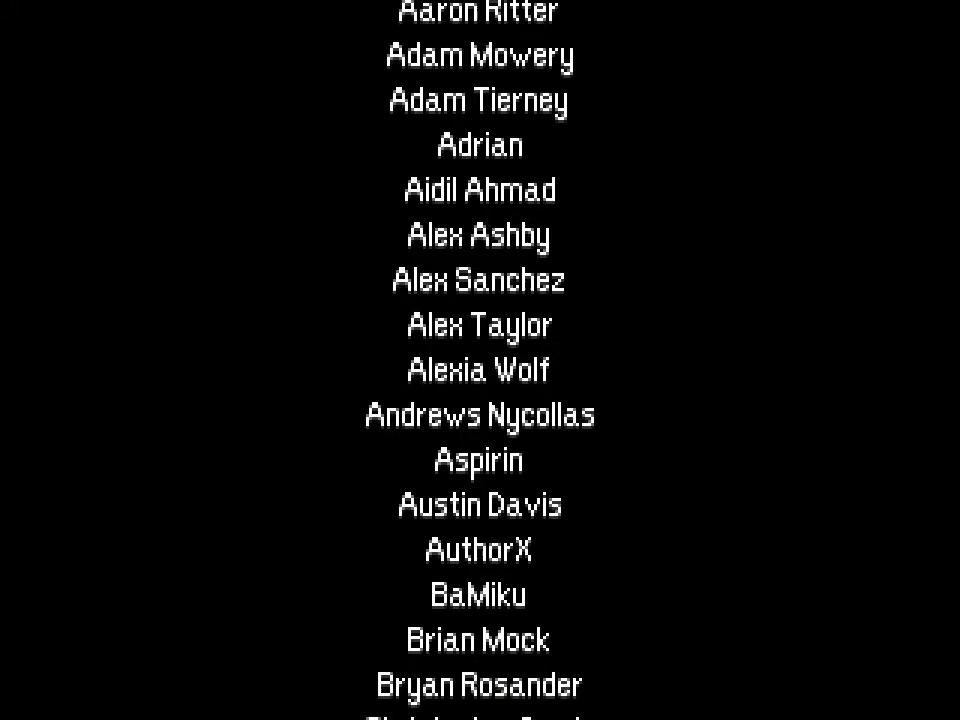 Aaron Ritter
Adam Mowery
Adam Tierney
Adrian
Aidil Ahmad
Alex Ashby
Alex Sanchez
Alex Taylor
Alexia Wolf
Andrews Nycollas
Aspirin
Austin Davis
AuthorX
BaMiku
Brian Mock
Bryan Rosander